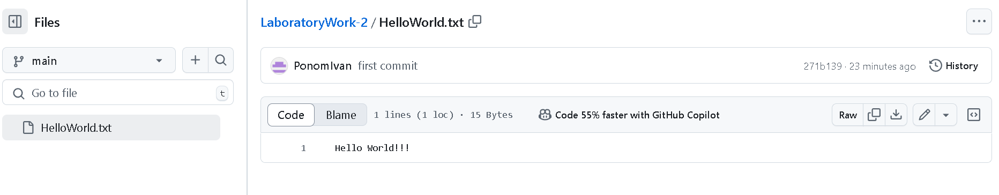 Files
main
Go to file
t
HelloWorld.txt
LaboratoryWork-2 / HelloWorld.txt
PonomIvan first commit
271b139 · 23 minutes ago
History
Code Blame 1 lines (1 loc) · 15 Bytes
Code 55% faster with GitHub Copilot
Raw
1 Hello World!!!